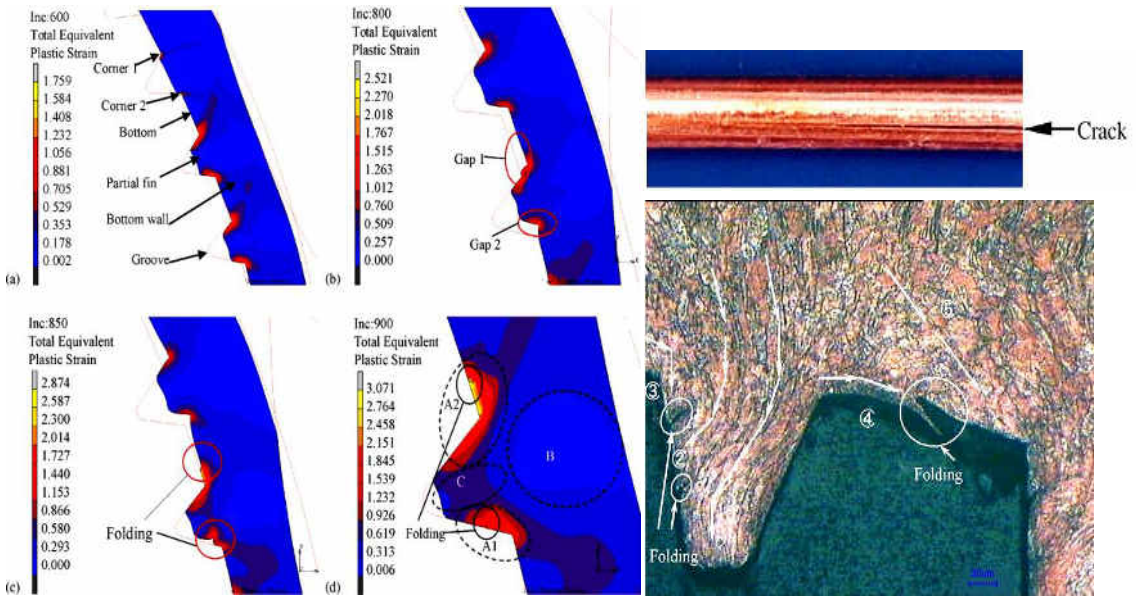 Inc:600
Total Equivalent
Plastic Strain
1.759
1.584
1.408
1.232
1.056
0.881
0.705
0.529
0.353
0.178
0.002
Corner 1
Corner 2
Bottom
Partial fin
Bottom wall
Groove
(a)
Inc:800
Total Equivalent
Plastic Strain
2.521
2.270
2.018
1.767
1.515
1.263
1.012
0.760
0.509
0.257
0.000
Gap 1
Gap 2
(b)
Inc:850
Total Equivalent
Plastic Strain
2.874
2.587
2.300
2.014
1.727
1.440
1.153
0.866
0.580
0.293
0.000
Folding
(c)
Inc:900
Total Equivalent
Plastic Strain
3.071
2.764
2.458
2.151
1.845
1.539
1.232
0.926
0.619
0.313
0.006
A2
B
C
Folding
A1
(d)
Crack
⑤
③
④
②
Folding
Folding